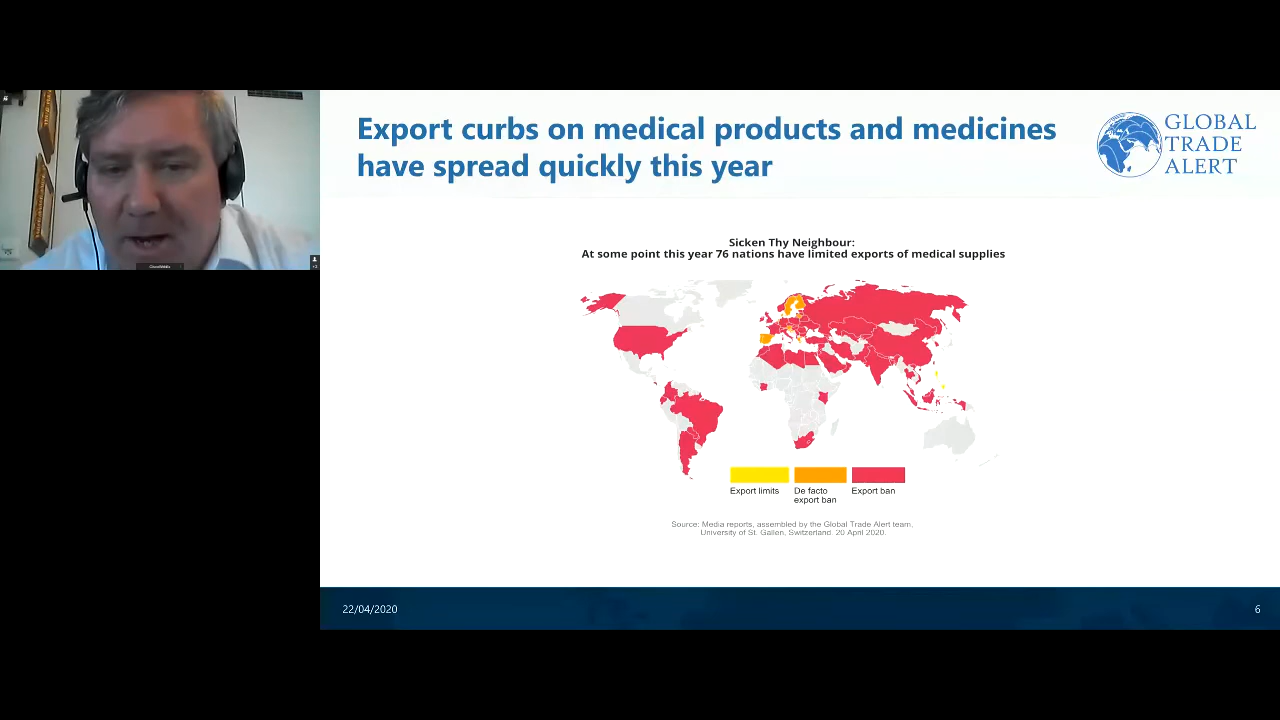 Export curbs on medical products and medicines
have spread quickly this year
GLOBAL
TRADE
ALERT
Sicken Thy Neighbour:
At some point this year 76 nations have limited exports of medical supplies
Export limits
De facto
export ban
Export ban
Source: Media reports, assembled by the Global Trade Alert team,
University of St. Gallen, Switzerland. 20 April 2020.
22/04/2020
6